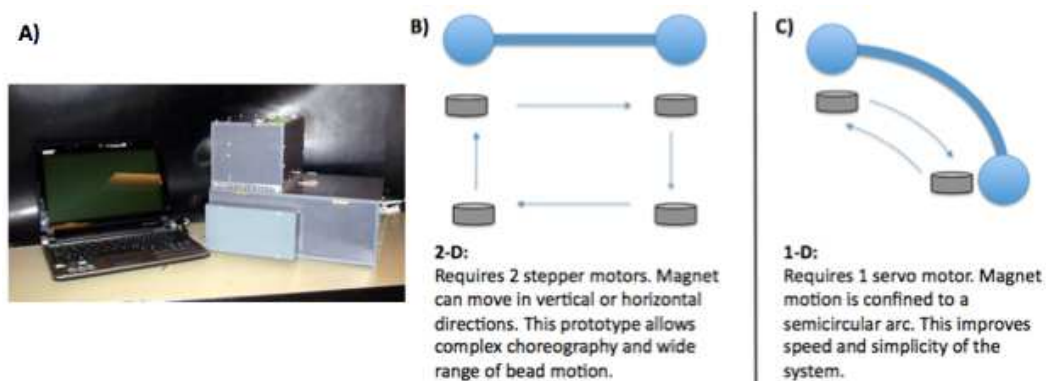 A)
B)
C)
2-D:
Requires 2 stepper motors. Magnet
can move in vertical or horizontal
directions. This prototype allows
complex choreography and wide
range of bead motion.
1-D:
Requires 1 servo motor. Magnet
motion is confined to a
semicircular arc. This improves
speed and simplicity of the
system.